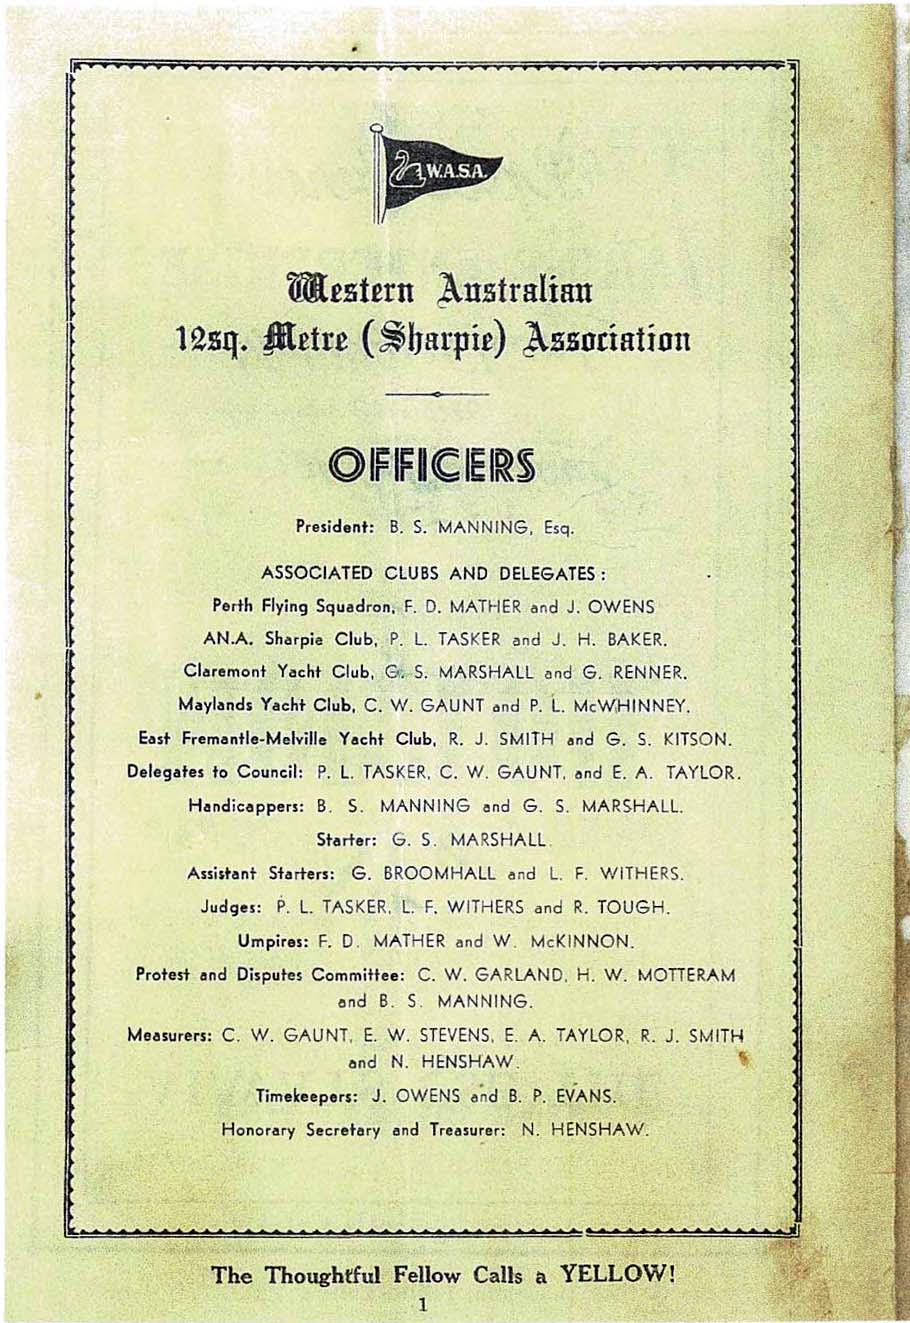 W.A.S.A.
Western Australian
12sq. Metre (Sharpie) Association
OFFICERS
President: B. S. MANNING, Esq.
ASSOCIATED CLUBS AND DELEGATES:
Perth Flying Squadron, F. D. MATHER and J. OWENS
AN.A. Sharpie Club, P. L. TASKER and J. H. BAKER.
Claremont Yacht Club, G. S. MARSHALL and G. RENNER.
Maylands Yacht Club, C. W. GAUNT and P. L. McWHINNEY.
East Fremantle-Melville Yacht Club, R. J. SMITH and G. S. KITSON.
Delegates to Council: P. L. TASKER, C. W. GAUNT, and E. A. TAYLOR.
Handicappers: B. S. MANNING and G. S. MARSHALL.
Starter: G. S. MARSHALL.
Assistant Starters: G. BROOMHALL and L. F. WITHERS.
Judges: P. L. TASKER, L. F. WITHERS and R. TOUGH.
Umpires: F. D. MATHER and W. McKINNON.
Protest and Disputes Committee: C. W. GARLAND, H. W. MOTTERAM
and B. S. MANNING.
Measurers: C. W. GAUNT, E. W. STEVENS, E. A. TAYLOR, R. J. SMITH
and N. HENSHAW.
Timekeepers: J. OWENS and B. P. EVANS.
Honorary Secretary and Treasurer: N. HENSHAW.
The Thoughtful Fellow Calls a YELLOW!
1